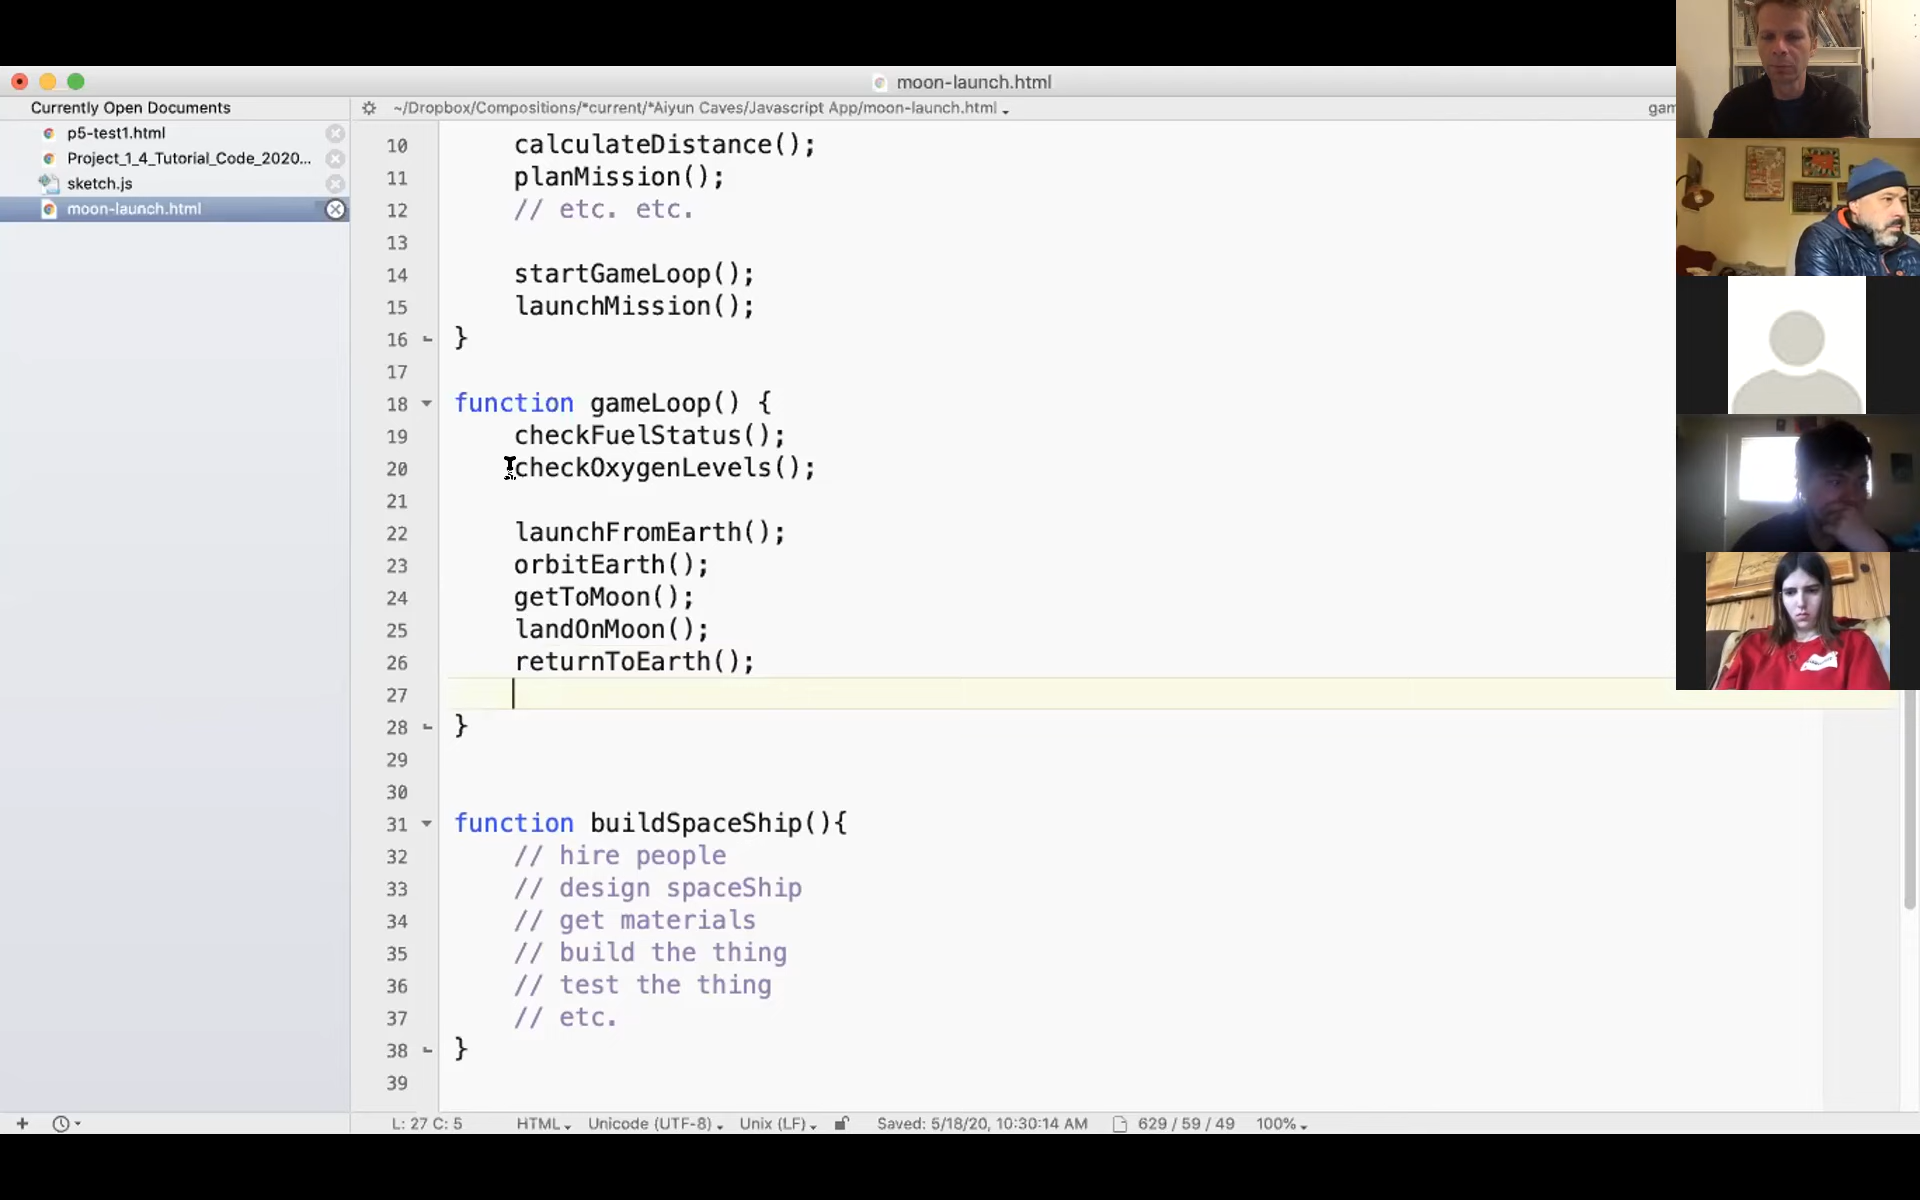 moon-launch.html
Currently Open Documents
~/Dropbox/Compositions/*current/*Aiyun Caves/Javascript App/moon-launch.html
gam
p5-test1.html
Project_1_4_Tutorial_Code_2020...
sketch.js
moon-launch.html
10 calculateDistance();
11 planMission();
12 // etc. etc.
13
14 startGameLoop();
15 launchMission();
16 }
17
18 function gameLoop() {
19 checkFuelStatus();
20 checkOxygenLevels();
21
22 launchFromEarth();
23 orbitEarth();
24 getToMoon();
25 landOnMoon();
26 returnToEarth();
27
28 }
29
30
31 function buildSpaceShip(){
32 // hire people
33 // design spaceShip
34 // get materials
35 // build the thing
36 // test the thing
37 // etc.
38 }
39
L: 27 C: 5 HTML Unicode (UTF-8) Unix (LF) Saved: 5/18/20, 10:30:14 AM 629 / 59 / 49 100%